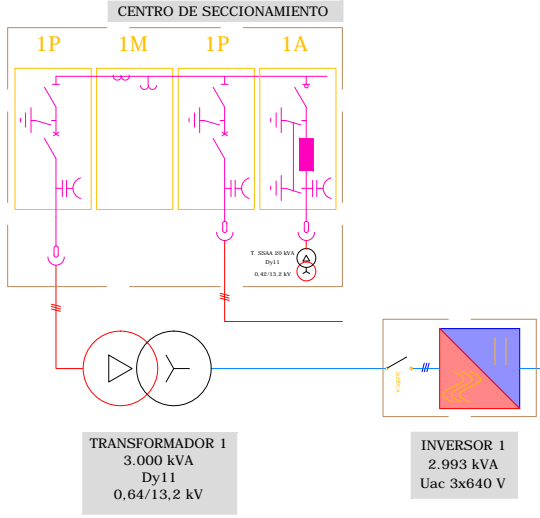 CENTRO DE SECCIONAMIENTO
1P 1M 1P 1A
T. SSAA 20 kVA
Dy11
0,42/13,2 kV
TRANSFORMADOR 1
3.000 kVA
Dy11
0,64/13,2 kV
INVERSOR 1
2.993 kVA
Uac 3x640 V